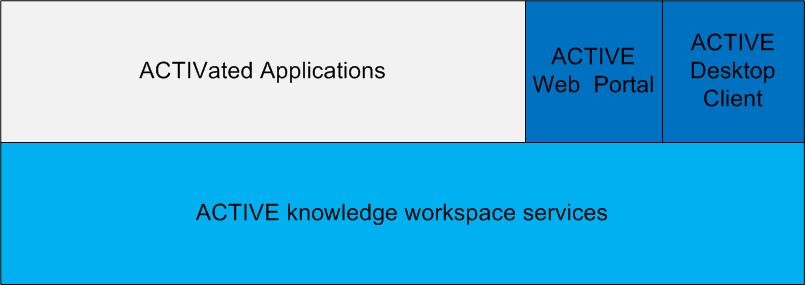 ACTIVated Applications
ACTIVE
Web Portal
ACTIVE
Desktop
Client
ACTIVE knowledge workspace services